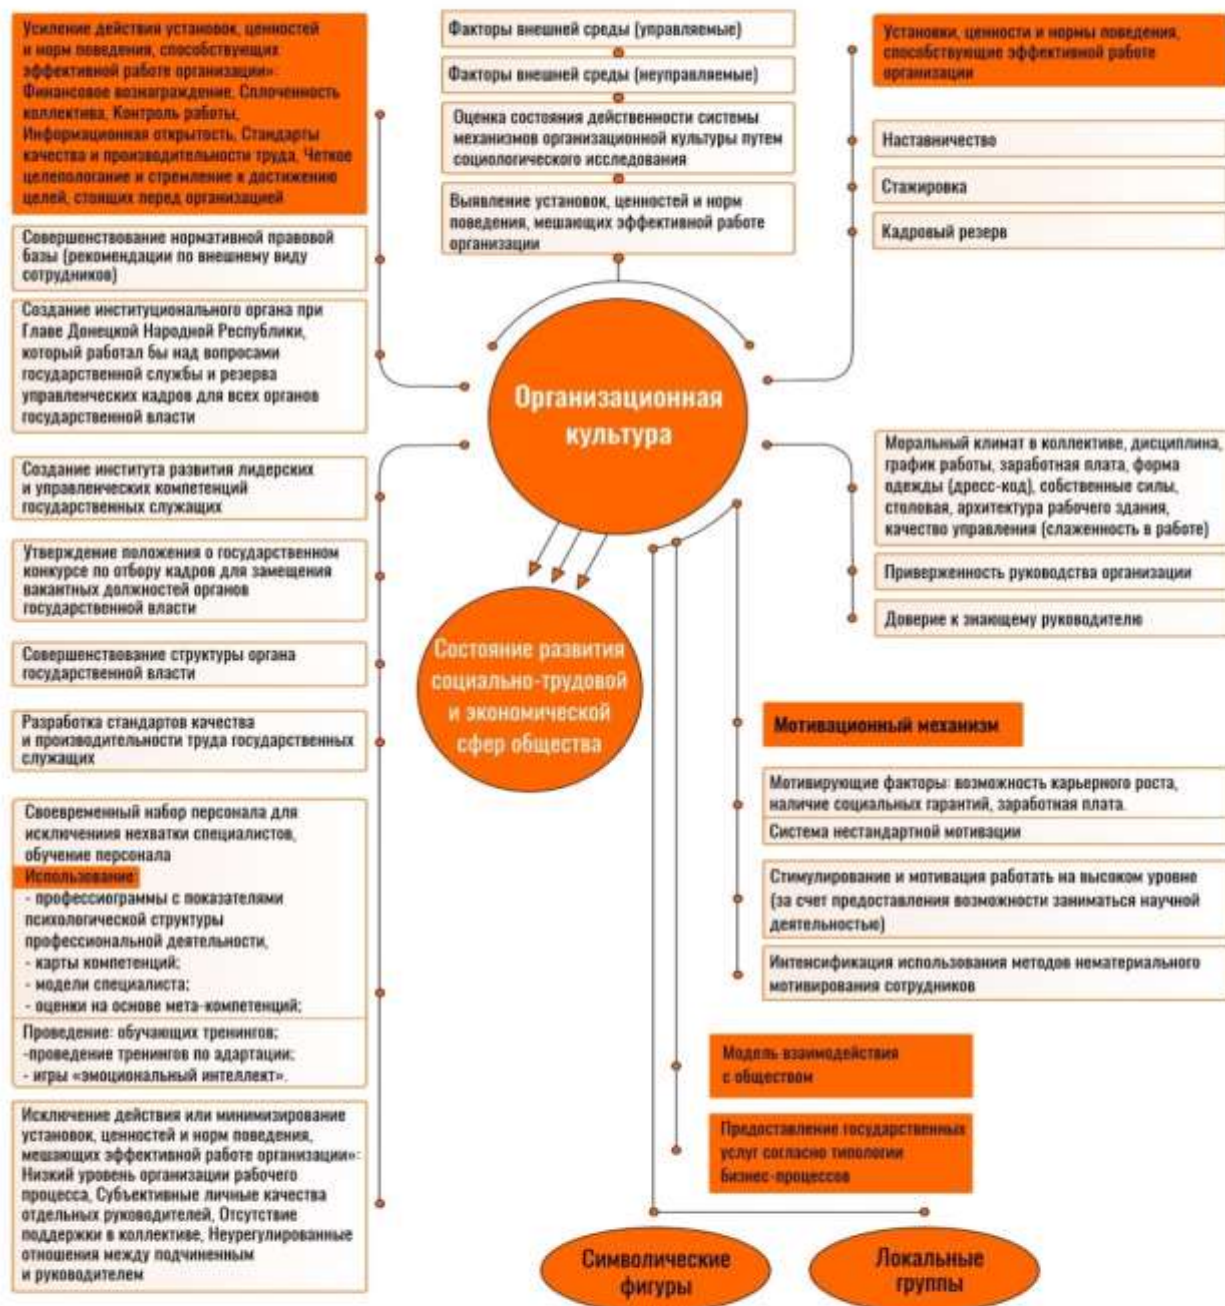 Усиление действия установок, ценностей
и норм поведения, способствующих
эффективной работе организации»:
Финансовое вознаграждение, Сплоченность
коллектива, Контроль работы,
Информационная открытость, Стандарты
качества и производительности труда, Четкое
целепологание и стремление к достижению
целей, стоящих перед организацией
Совершенствование нормативной правовой
базы (рекомендации по внешнему виду
сотрудников)
Создание институционального органа при
Главе Донецкой Народной Республики,
который работал бы над вопросами
государственной службы и резерва
управленческих кадров для всех органов
государственной власти
Создание института развития лидерских
и управленческих компетенций
государственных служащих
Утверждение положения о государственном
конкурсе по отбору кадров для замещения
вакантных должностей органов
государственной власти
Совершенствование структуры органа
государственной власти
Разработка стандартов качества
и производительности труда государственных
служащих
Своевременный набор персонала для
исключениия нехватки специалистов,
обучение персонала
Использование:
- профессиограммы с показателями
психологической структуры
профессиональной деятельности,
- карты компетенций;
- модели специалиста;
- оценки на основе мета-компетенций;
Проведение: обучающих тренингов;
-проведение тренингов по адаптации;
- игры «эмоциональный интеллект».
Исключение действия или минимизирование
установок, ценностей и норм поведения,
мешающих эффективной работе организации»:
Низкий уровень организации рабочего
процесса, Субъективные личные качества
отдельных руководителей, Отсутствие
поддержки в коллективе, Неурегулированные
отношения между подчиненным
и руководителем
Факторы внешней среды (управляемые)
Факторы внешней среды (неуправляемые)
Оценка состояния действенности системы
механизмов организационной культуры путем
социологического исследования
Выявление установок, ценностей и норм
поведения, мешающих эффективной работе
организации
Организационная
культура
Состояние развития
социально-трудовой
и экономической
сфер общества
Установки, ценности и нормы поведения,
способствующие эффективной работе
организации
Наставничество
Стажировка
Кадровый резерв
Моральный климат в коллективе, дисциплина,
график работы, заработная плата, форма
одежды (дресс-код), собственные силы,
столовая, архитектура рабочего здания,
качество управления (слаженность в работе)
Приверженность руководства организации
Доверие к знающему руководителю
Мотивационный механизм
Мотивирующие факторы: возможность карьерного роста,
наличие социальных гарантий, заработная плата.
Система нестандартной мотивации
Стимулирование и мотивация работать на высоком уровне
(за счет предоставления возможности заниматься научной
деятельностью)
Интенсификация использования методов нематериального
мотивирования сотрудников
Модель взаимодействия
с обществом
Предоставление государственных
услуг согласно типологии
бизнес-процессов
Символические
фигуры
Локальные
группы